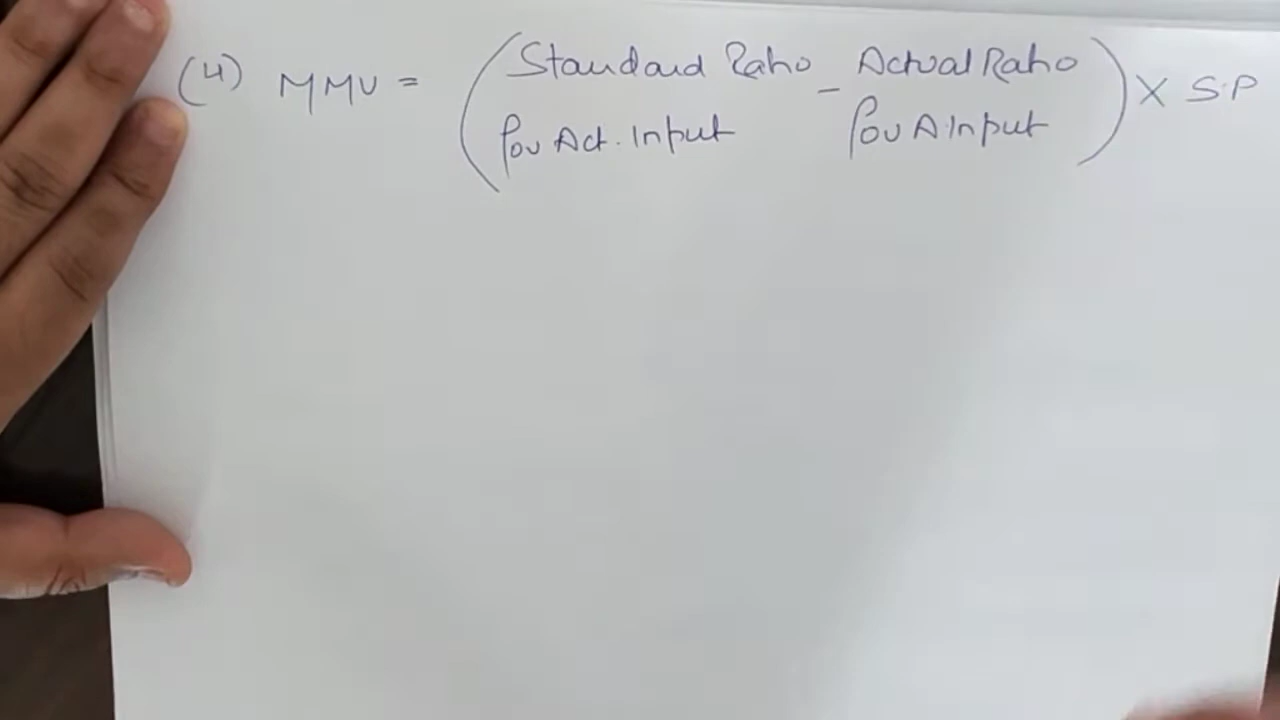 (4) MMV = (Standard Ratio - Actual Ratio) X S.P
for Act. Input for A.Input